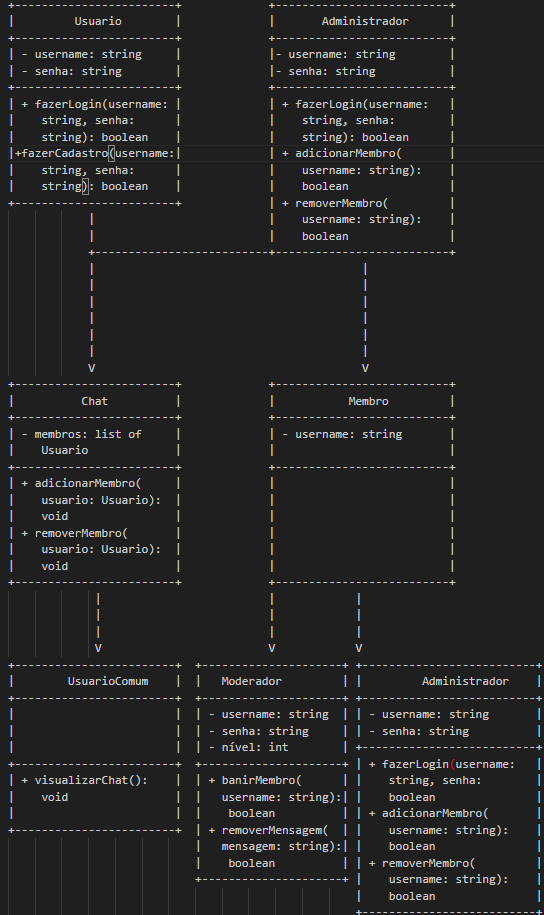 Usuario
- username: string
- senha: string
+ fazerLogin(username:
string, senha:
string): boolean
+fazerCadastro(username:
string, senha:
string): boolean
Administrador
- username: string
- senha: string
+ fazerLogin(username:
string, senha:
string): boolean
+ adicionarMembro(
username: string):
boolean
+ removerMembro(
username: string):
boolean
V
V
Chat
- membros: list of
Usuario
+ adicionarMembro(
usuario: Usuario):
void
+ removerMembro(
usuario: Usuario):
void
Membro
- username: string
V
V
V
UsuarioComum
+ visualizarChat():
void
Moderador
- username: string
- senha: string
- nível: int
+ banirMembro(
username: string):
boolean
+ removerMensagem(
mensagem: string):
boolean
Administrador
- username: string
- senha: string
+ fazerLogin(username:
string, senha:
boolean
+ adicionarMembro(
username: string):
boolean
+ removerMembro(
username: string):
boolean